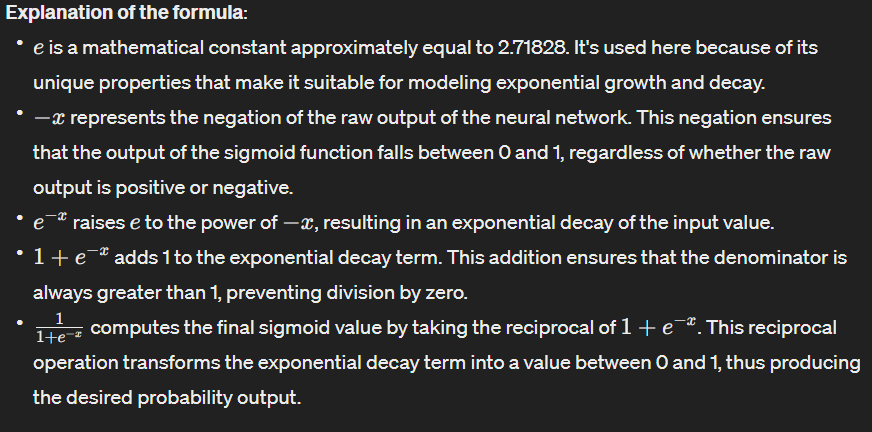 Explanation of the formula:
• e is a mathematical constant approximately equal to 2.71828. It's used here because of its
unique properties that make it suitable for modeling exponential growth and decay.
• −x represents the negation of the raw output of the neural network. This negation ensures
that the output of the sigmoid function falls between 0 and 1, regardless of whether the raw
output is positive or negative.
• e^{−x} raises e to the power of −x, resulting in an exponential decay of the input value.
• 1 + e^{−x} adds 1 to the exponential decay term. This addition ensures that the denominator is
always greater than 1, preventing division by zero.
• \frac{1}{1+e^{−x}} computes the final sigmoid value by taking the reciprocal of 1 + e^{−x}. This reciprocal
operation transforms the exponential decay term into a value between 0 and 1, thus producing
the desired probability output.